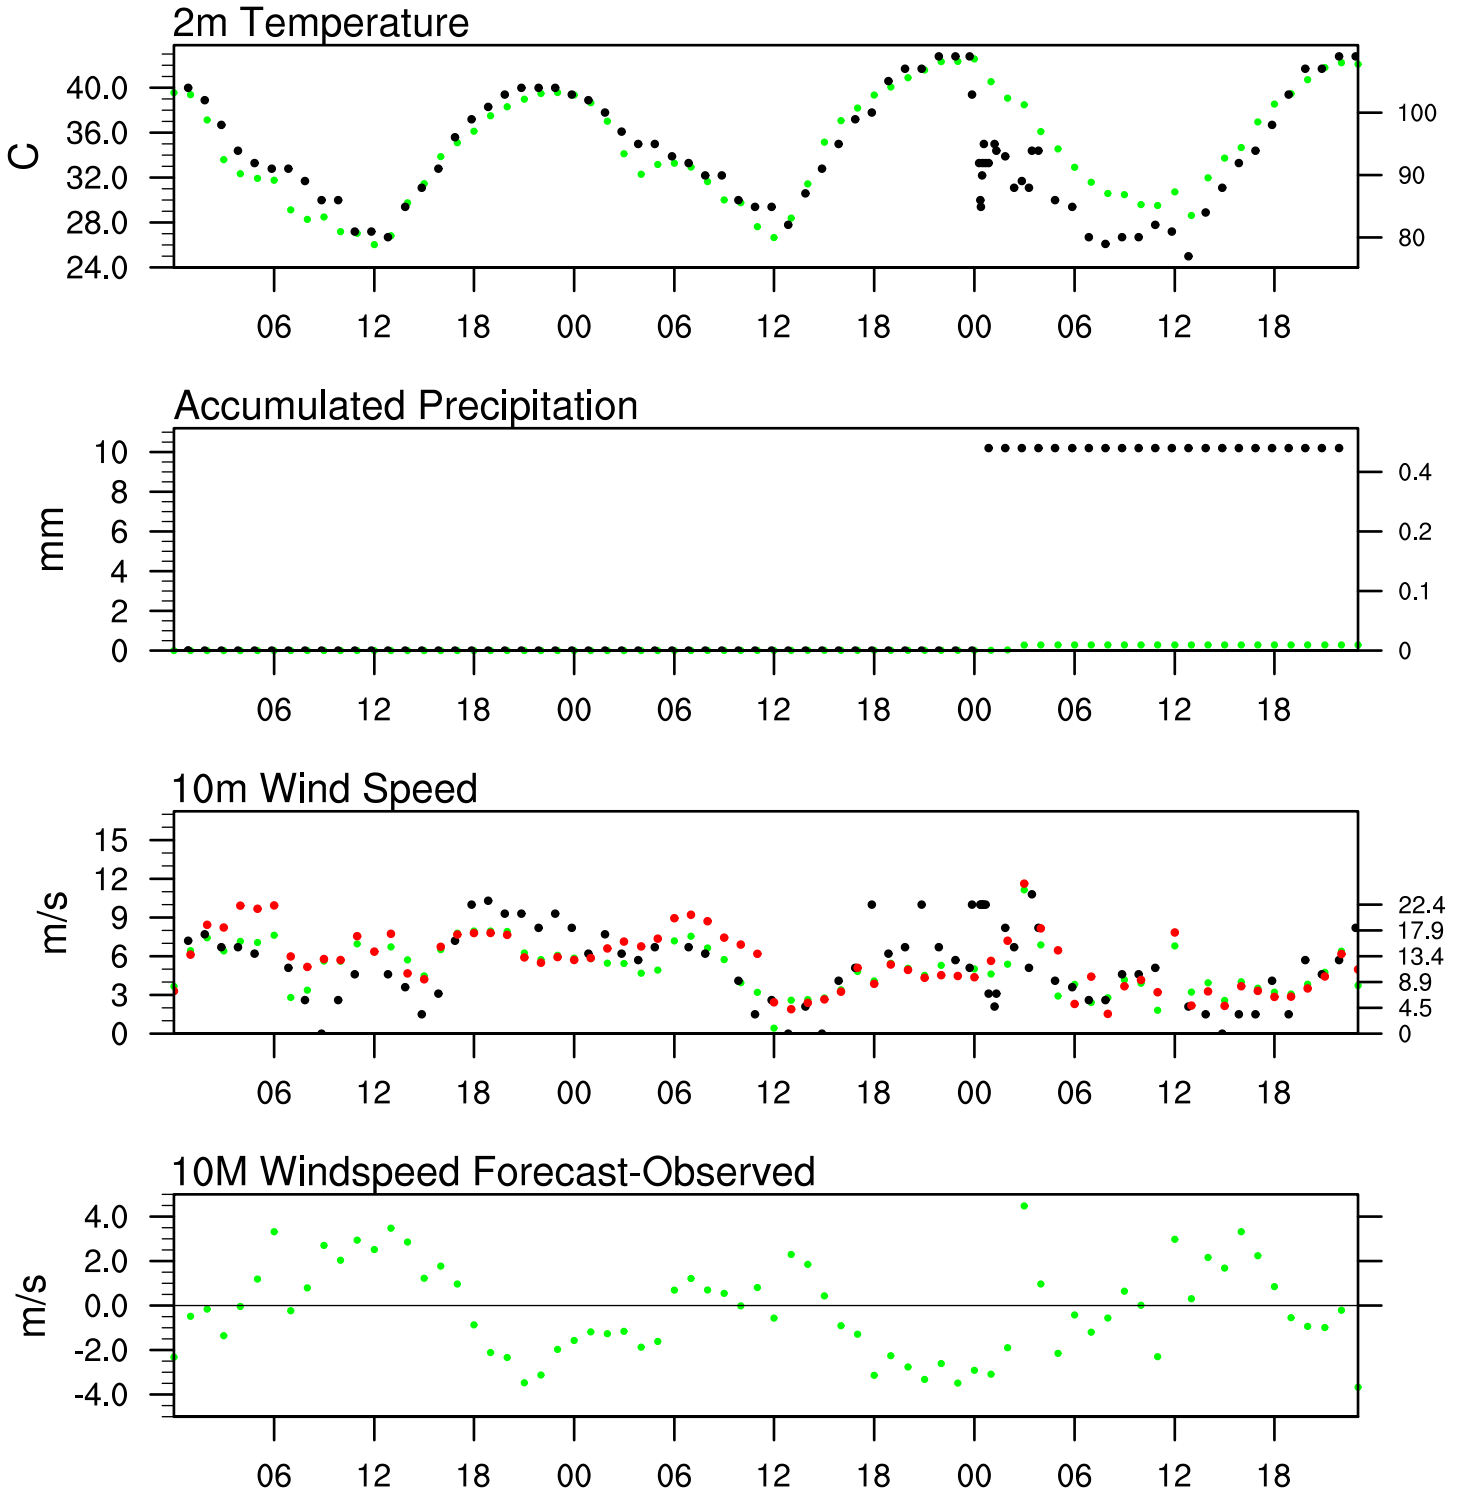 2m Temperature
C
40.0
36.0
32.0
28.0
24.0
100
90
80
06 12 18 00 06 12 18 00 06 12 18
Accumulated Precipitation
mm
10
8
6
4
2
0
0.4
0.2
0.1
0
06 12 18 00 06 12 18 00 06 12 18
10m Wind Speed
m/s
15
12
9
6
3
0
22.4
17.9
13.4
8.9
4.5
0
06 12 18 00 06 12 18 00 06 12 18
10M Windspeed Forecast-Observed
m/s
4.0
2.0
0.0
-2.0
-4.0
06 12 18 00 06 12 18 00 06 12 18